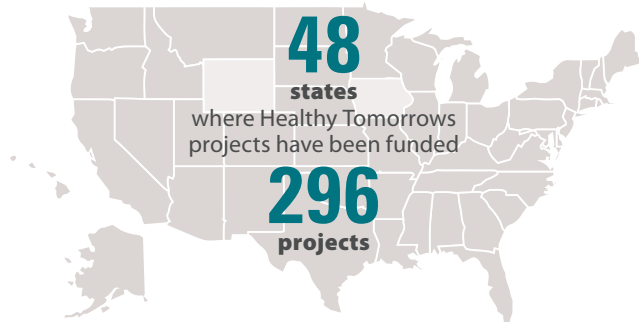 48
states
where Healthy Tomorrows
projects have been funded
296
projects